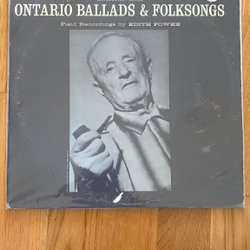 ONTARIO BALLADS & FOLKSONGS
Field Recordings by EDITH FOWKE